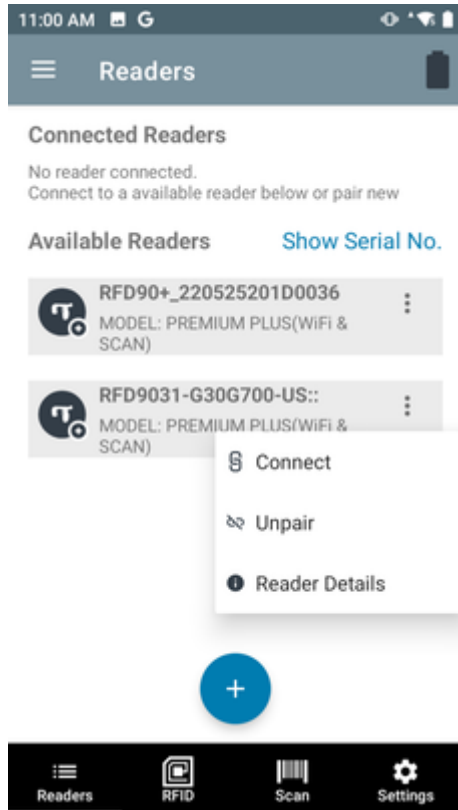 11:00 AM G
Readers
Connected Readers
No reader connected.
Connect to a available reader below or pair new
Available Readers Show Serial No.
RFD90+_220525201D0036
MODEL: PREMIUM PLUS(WiFi &
SCAN)
RFD9031-G30G700-US::
MODEL: PREMIUM PLUS(WiFi &
SCAN)
Connect
Unpair
Reader Details
+
Readers RFID Scan Settings